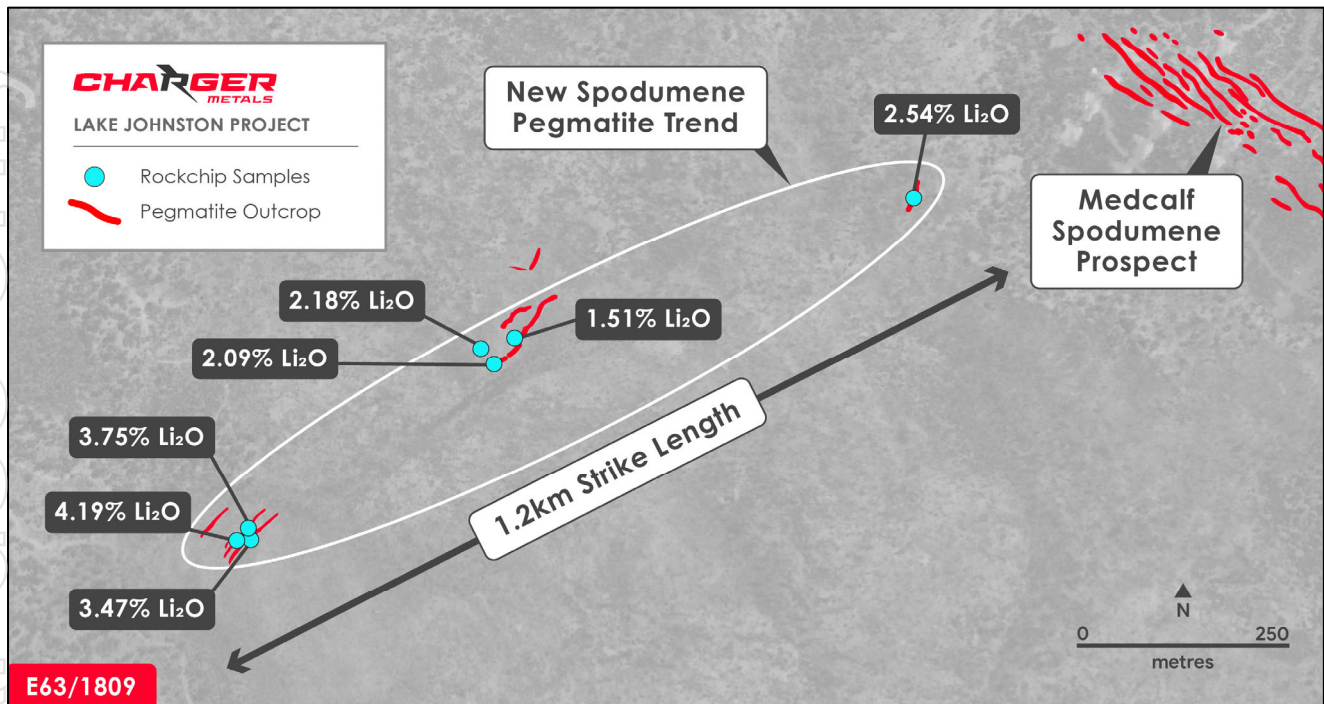 CHARGER
METALS
LAKE JOHNSTON PROJECT
Rockchip Samples
Pegmatite Outcrop
New Spodumene
Pegmatite Trend
2.54% Li₂O
Medcalf
Spodumene
Prospect
2.18% Li₂O
1.51% Li₂O
2.09% Li₂O
3.75% Li₂O
4.19% Li₂O
3.47% Li₂O
1.2km Strike Length
N
0 250
metres
E63/1809